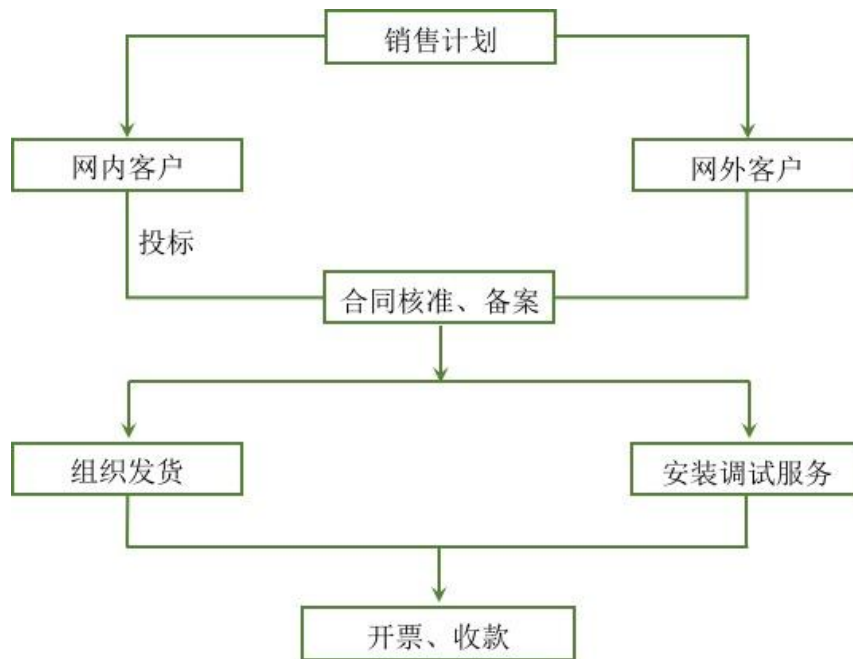 销售计划
网内客户
网外客户
投标
合同核准、备案
组织发货
安装调试服务
开票、收款